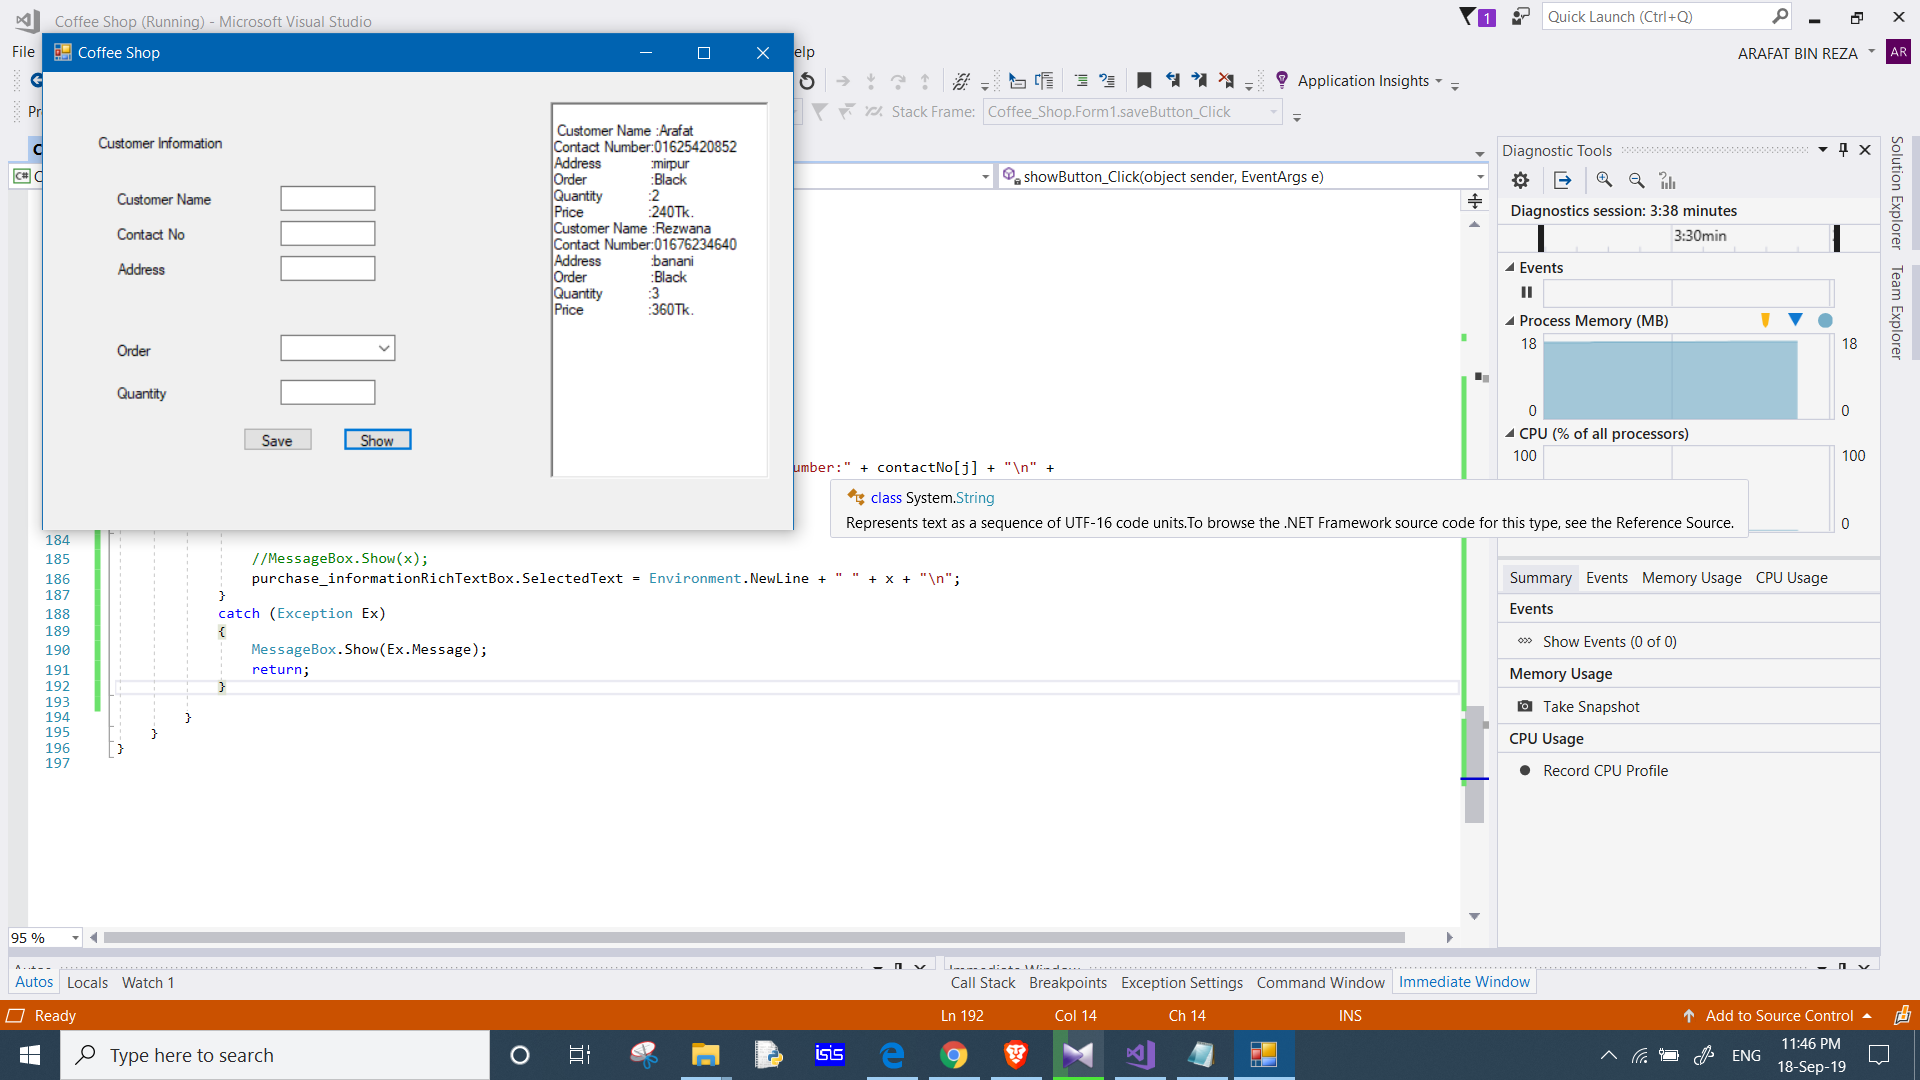 Coffee Shop (Running) - Microsoft Visual Studio
1
Quick Launch (Ctrl+Q)
File
Coffee Shop
elp
ARAFAT BIN REZA
AR
Application Insights
Pr
Stack Frame:
Coffee_Shop.Form1.saveButton_Click
C
C# C
showButton_Click(object sender, EventArgs e)
Customer Information
Customer Name
Contact No
Address
Order
Quantity
Save
Show
Customer Name :Arafat
Contact Number:01625420852
Address :mirpur
Order :Black
Quantity :2
Price :240Tk.
Customer Name :Rezwana
Contact Number:01676234640
Address :banani
Order :Black
Quantity :3
Price :360Tk.
umber:" + contactNo[j] + "\n" +
class System.String
Represents text as a sequence of UTF-16 code units.To browse the .NET Framework source code for this type, see the Reference Source.
184
185 //MessageBox.Show(x);
186 purchase_informationRichTextBox.SelectedText = Environment.NewLine + " " + x + "\n";
187 }
188 catch (Exception Ex)
189 {
190 MessageBox.Show(Ex.Message);
191 return;
192 }
193
194 }
195 }
196 }
197
95 %
Diagnostic Tools
Diagnostics session: 3:38 minutes
3:30min
Events
Process Memory (MB)
18 18
0 0
CPU (% of all processors)
100 100
0
Summary Events Memory Usage CPU Usage
Events
Show Events (0 of 0)
Memory Usage
Take Snapshot
CPU Usage
Record CPU Profile
Solution Explorer
Team Explorer
Autos
Immediate Window
Autos Locals Watch 1
Call Stack Breakpoints Exception Settings Command Window Immediate Window
Ready
Ln 192 Col 14 Ch 14 INS
Add to Source Control
Type here to search
isis
ENG
11:46 PM
18-Sep-19